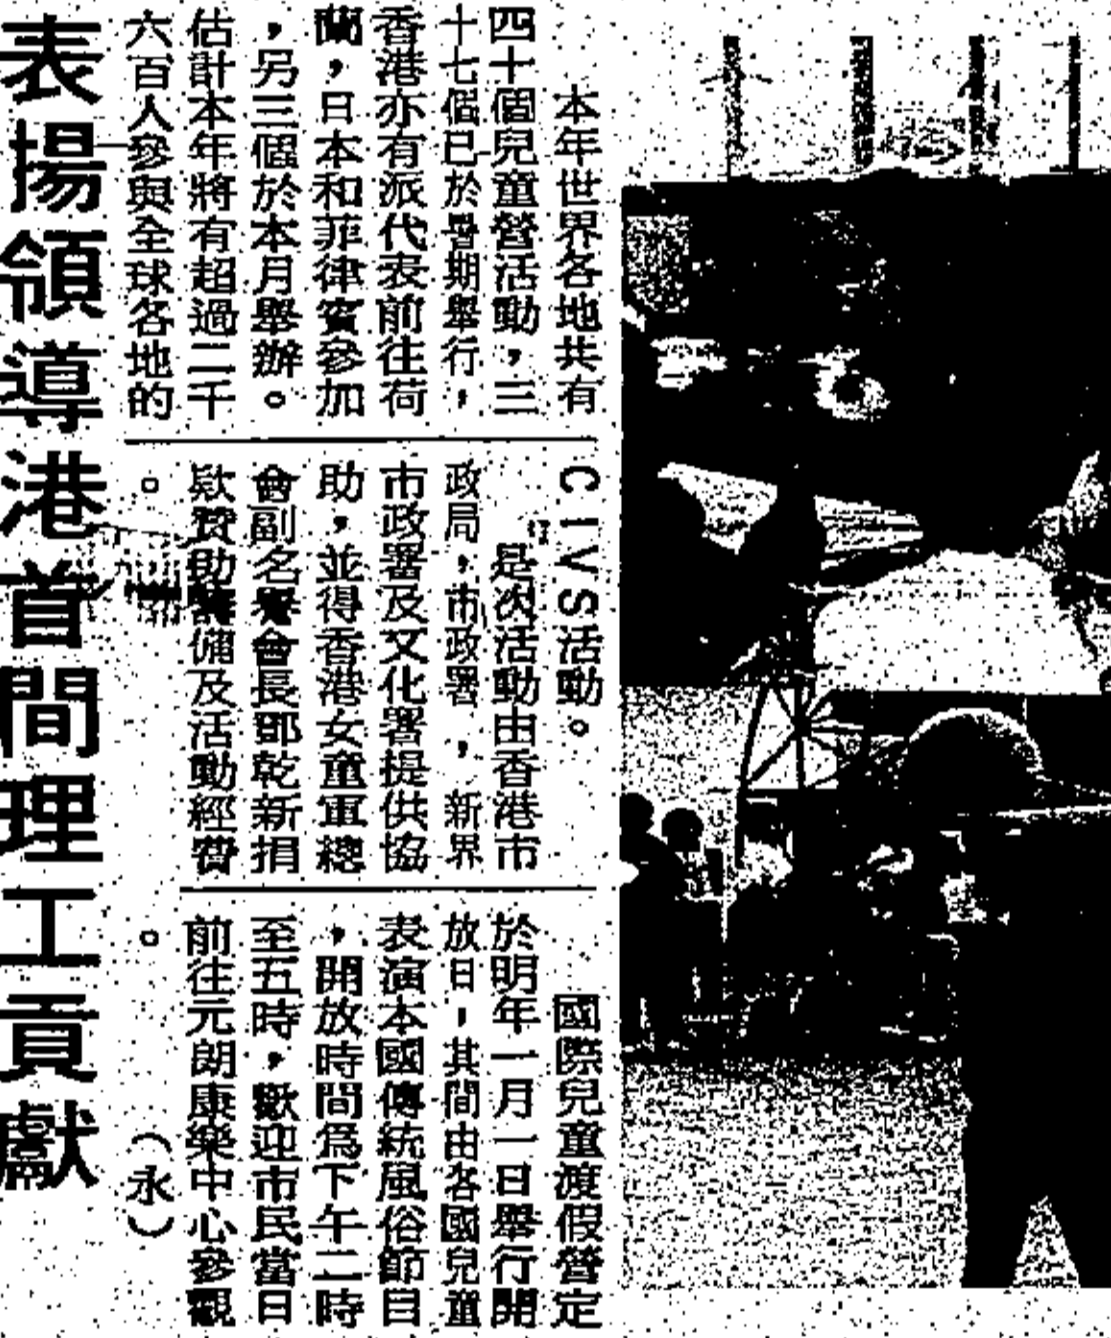 本年世界各地共有
四十個兒童營活動，三
十七個已於暑期舉行，
香港亦有派代表前往荷
蘭，日本和菲律賓參加
，另三個於本月舉辦。
估計本年將有超過二千
六百人參與全球各地的
CIVS活動。
是次活動由香港市
政局，市政署，新界
市政署及文化署提供協
助，並得香港女童軍總
會副名譽會長鄧乾新捐
欵贊助籌備及活動經費
。
國際兒童渡假營定
於明年一月一日舉行開
放日，其間由各國兒童
表演本國傳統風俗節目
，開放時間爲下午二時
至五時，歡迎市民當日
前往元朗康樂中心參觀
。（永）
表揚領導港首間理工貢獻